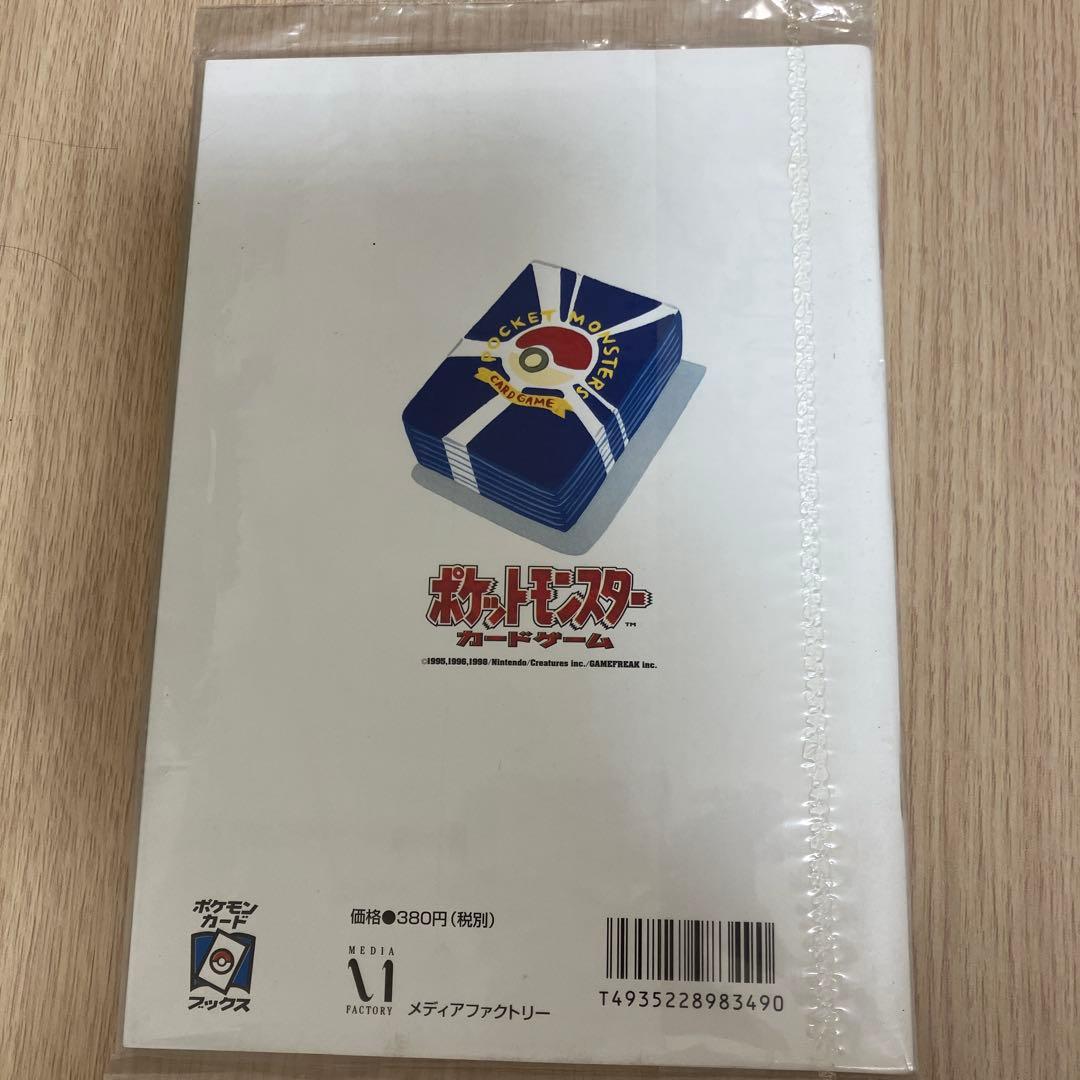 POCKET MONSTERS
CARD GAME
ポケットモンスター™
カードゲーム
©1995,1996,1998/Nintendo/Creatures inc./GAMEFREAK inc.
ポケモン
カード
ブックス
価格●380円(税別)
MEDIA
FACTORY
メディアファクトリー
T4935228983490